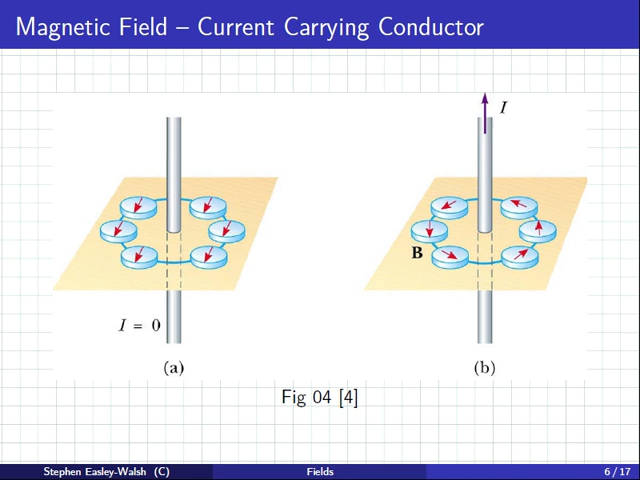 Magnetic Field – Current Carrying Conductor
I
B
I = 0
(a)
(b)
Fig 04 [4]
Stephen Easley-Walsh (C)
Fields
6 / 17